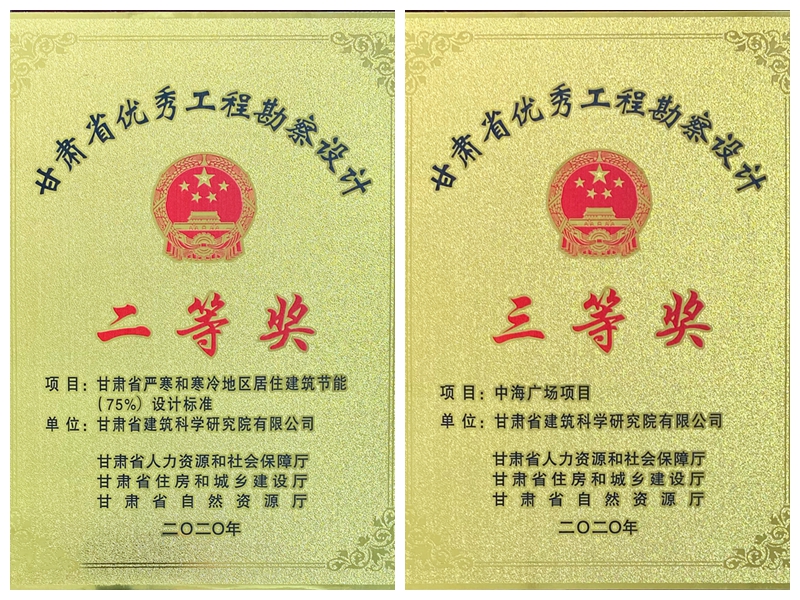 甘肃省优秀工程勘察设计
二等奖
项目：甘肃省严寒和寒冷地区居住建筑节能
（75%）设计标准
单位：甘肃省建筑科学研究院有限公司
甘肃省人力资源和社会保障厅
甘肃省住房和城乡建设厅
甘肃省自然资源厅
二〇二〇年
甘肃省优秀工程勘察设计
三等奖
项目：中海广场项目
单位：甘肃省建筑科学研究院有限公司
甘肃省人力资源和社会保障厅
甘肃省住房和城乡建设厅
甘肃省自然资源厅
二〇二〇年